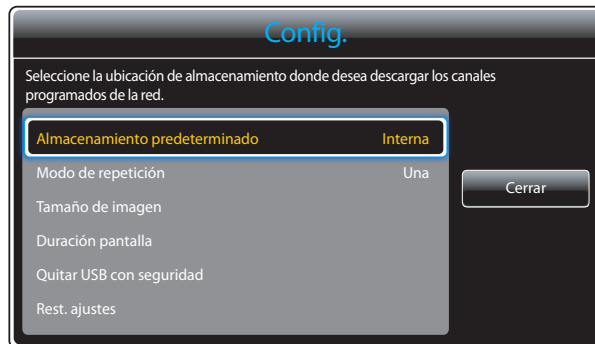 Config.
Seleccione la ubicación de almacenamiento donde desea descargar los canales
programados de la red.
Almacenamiento predeterminado Interna
Modo de repetición Una
Tamaño de imagen
Duración pantalla
Quitar USB con seguridad
Rest. ajustes
Cerrar